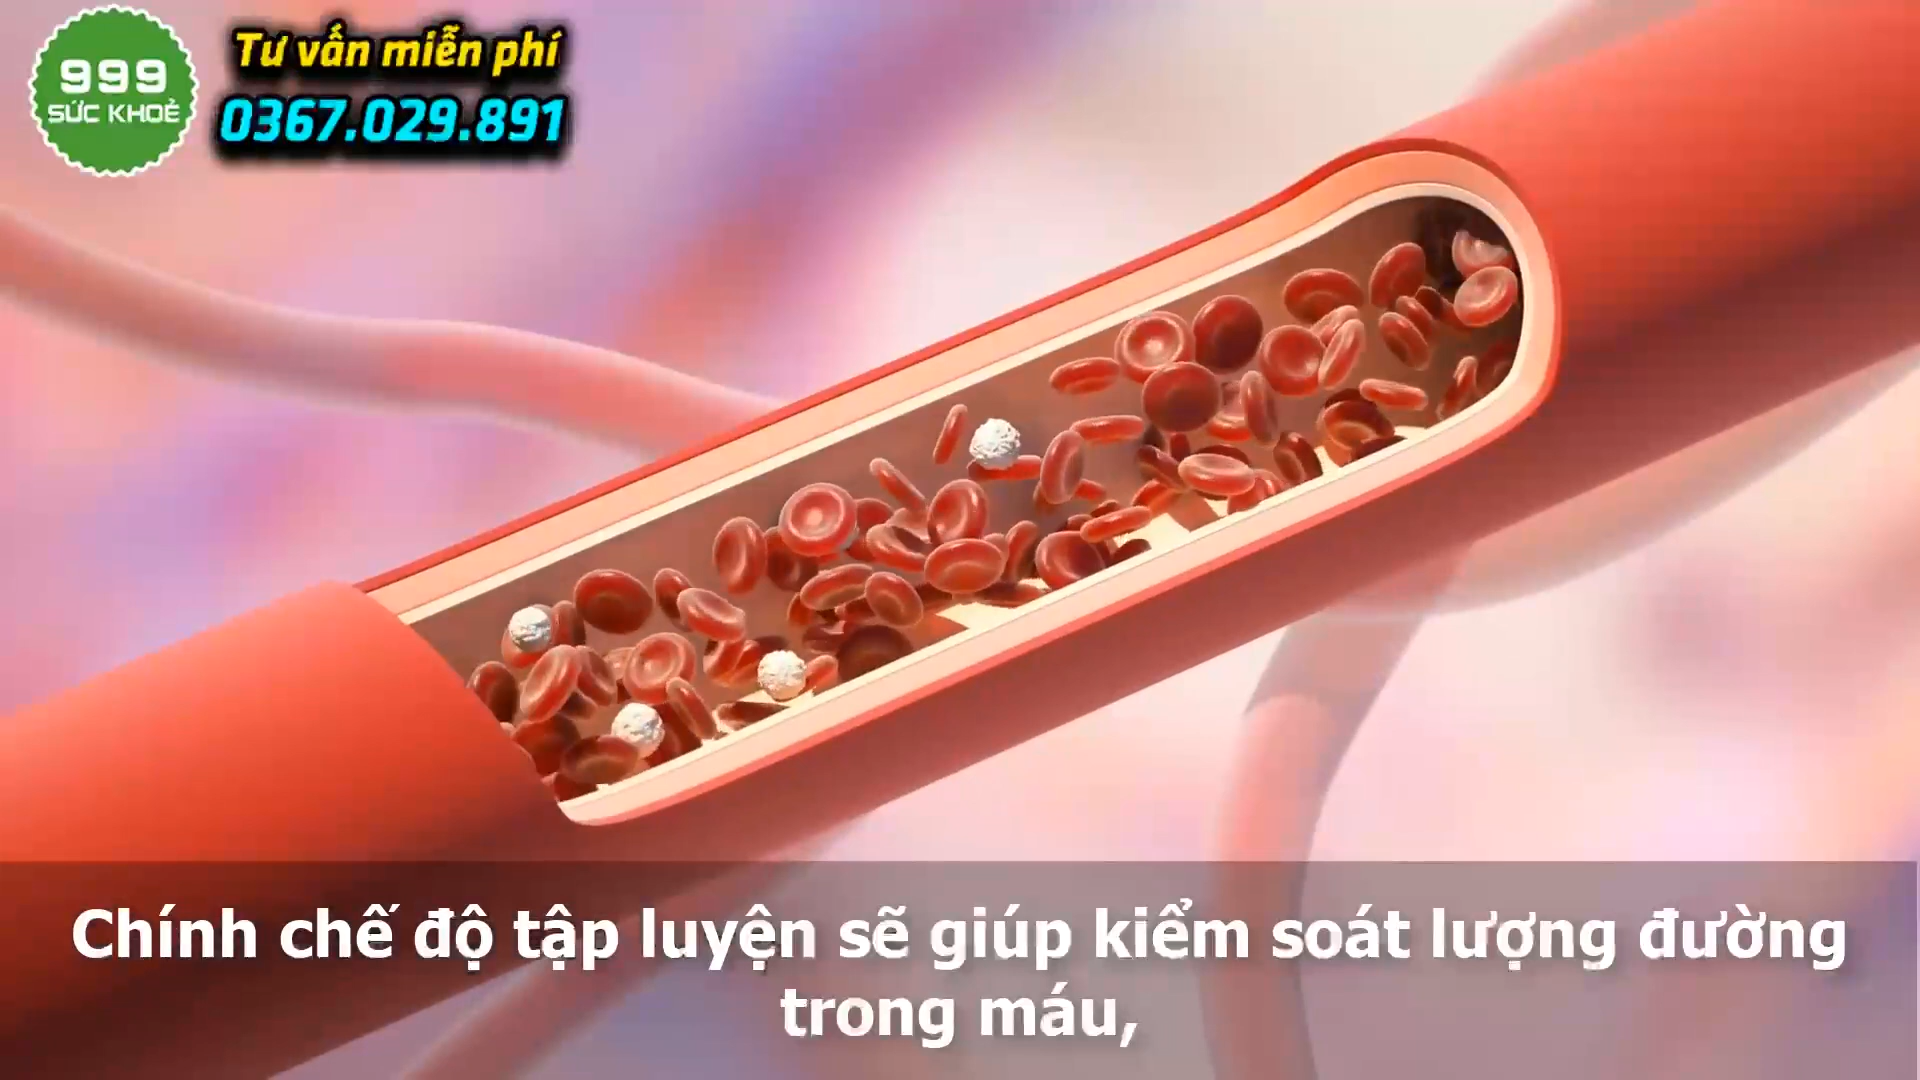 999
SỨC KHOẺ
Tư vấn miễn phí
0367.029.891
Chính chế độ tập luyện sẽ giúp kiểm soát lượng đường
trong máu,